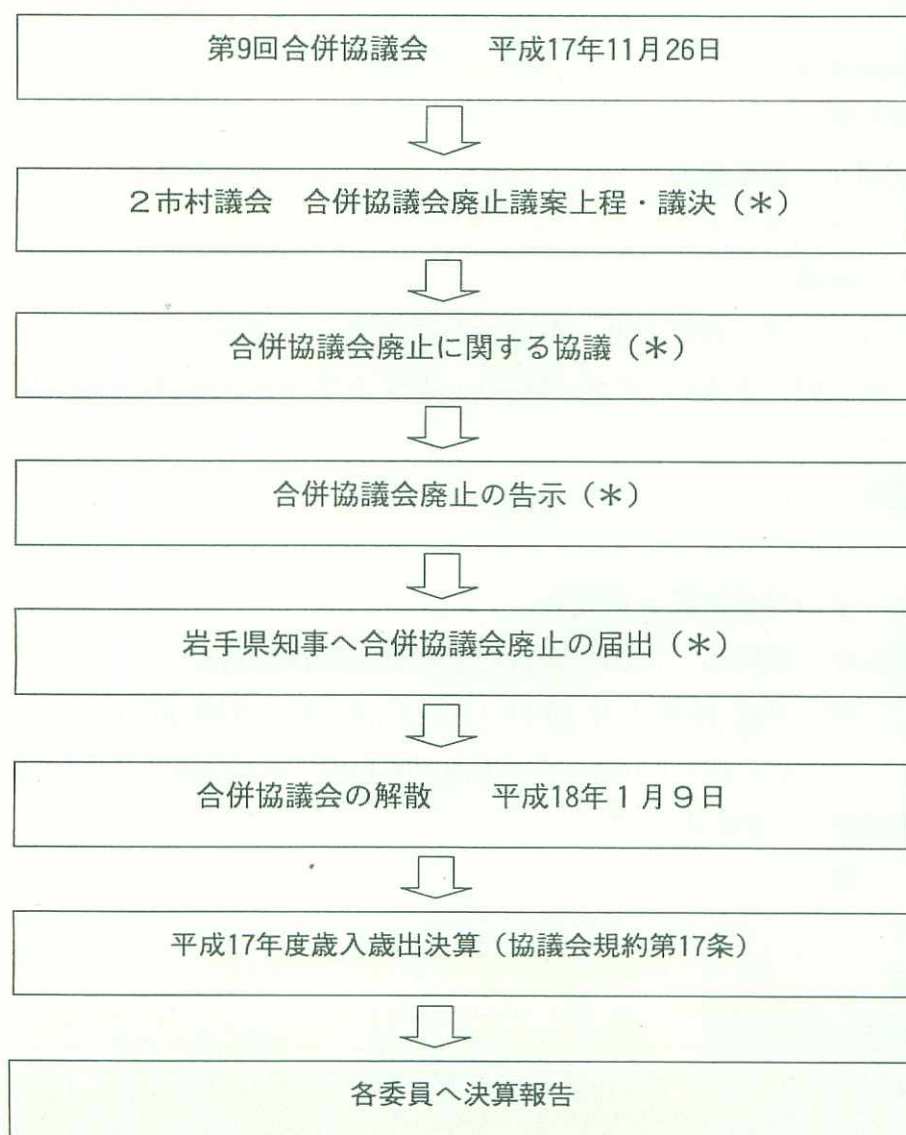 第9回合併協議会　　平成17年11月26日
２市村議会　合併協議会廃止議案上程・議決（＊）
合併協議会廃止に関する協議（＊）
合併協議会廃止の告示（＊）
岩手県知事へ合併協議会廃止の届出（＊）
合併協議会の解散　　平成18年１月９日
平成17年度歳入歳出決算（協議会規約第17条）
各委員へ決算報告